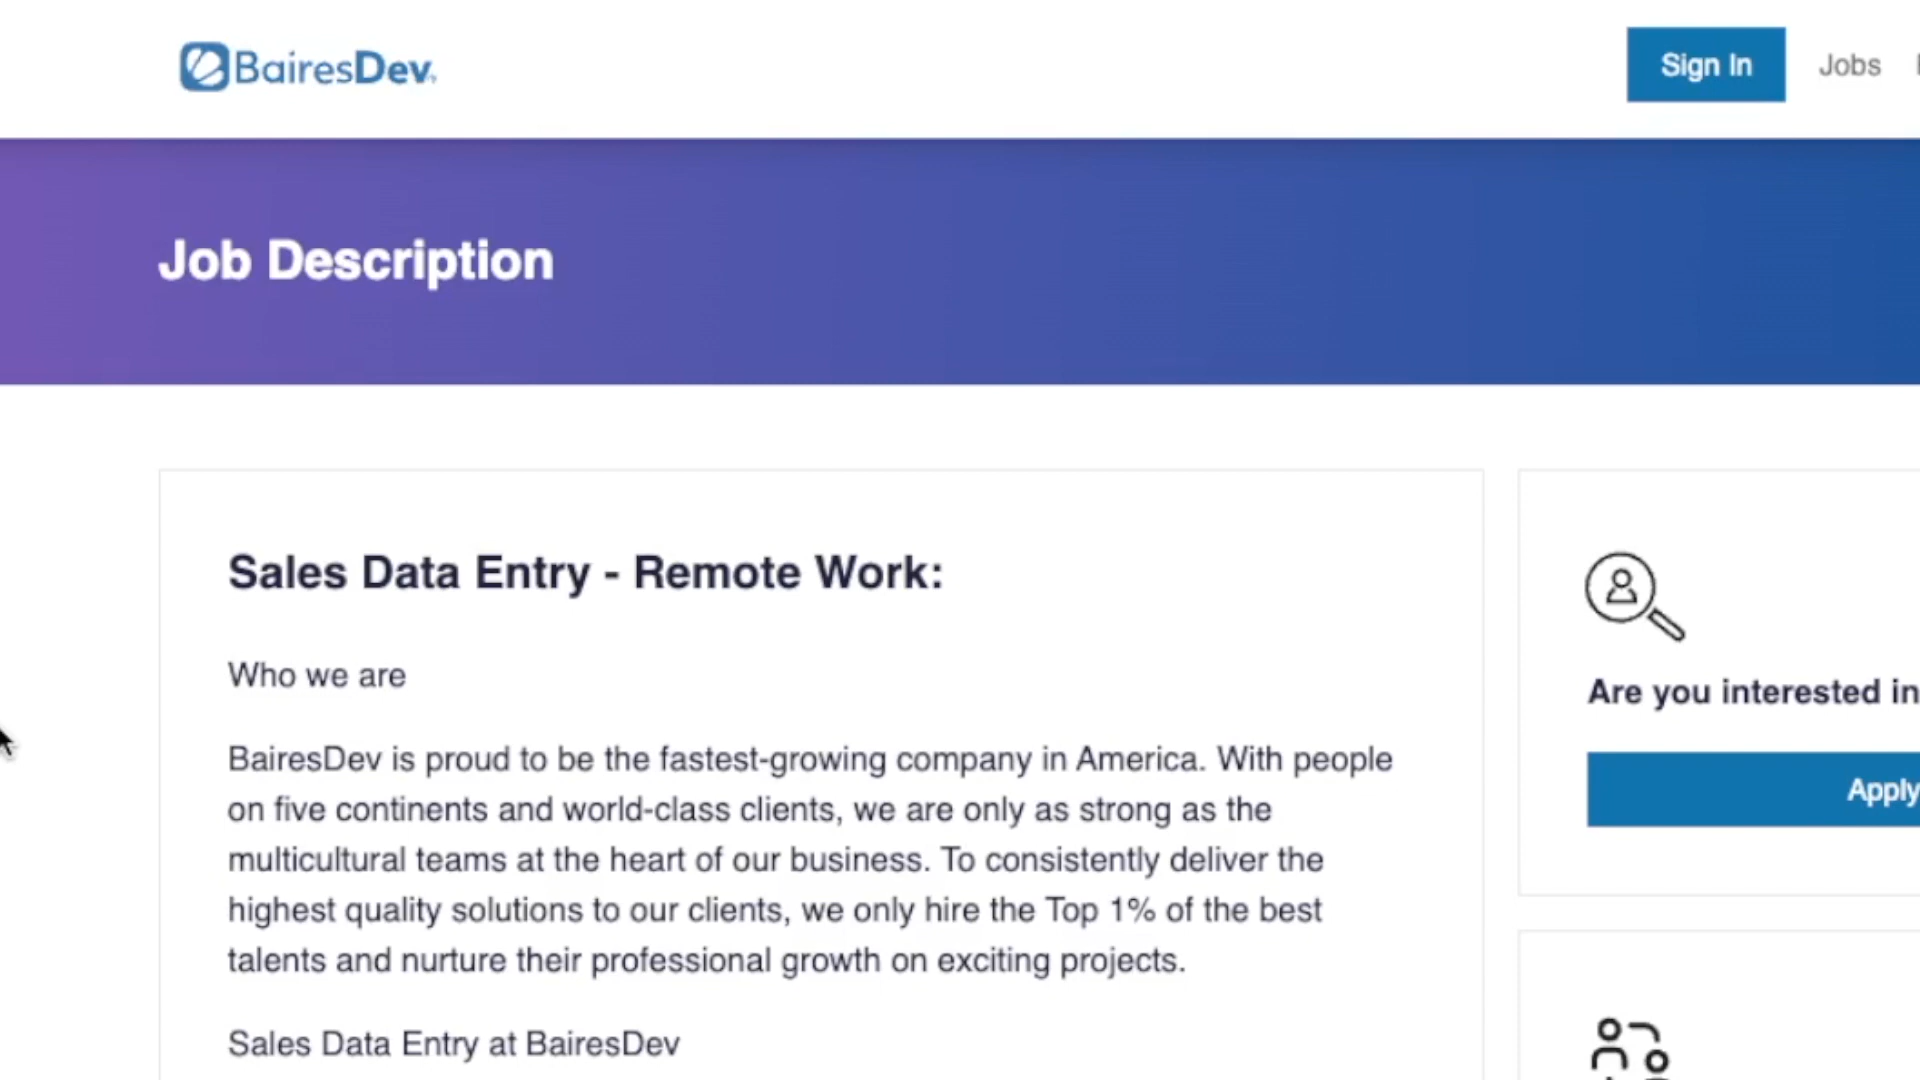 BairesDev
Sign In
Jobs
Job Description
Sales Data Entry - Remote Work:
Who we are
BairesDev is proud to be the fastest-growing company in America. With people
on five continents and world-class clients, we are only as strong as the
multicultural teams at the heart of our business. To consistently deliver the
highest quality solutions to our clients, we only hire the Top 1% of the best
talents and nurture their professional growth on exciting projects.
Sales Data Entry at BairesDev
Are you interested in
Apply